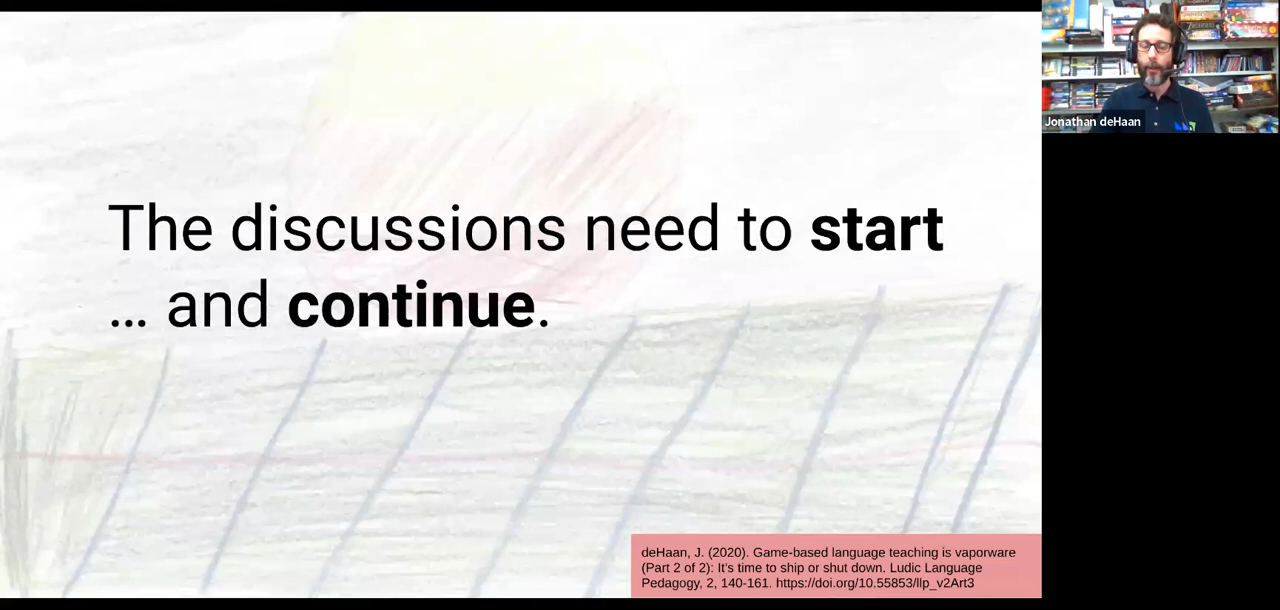 The discussions need to start
... and continue.
deHaan, J. (2020). Game-based language teaching is vaporware
(Part 2 of 2): It's time to ship or shut down. Ludic Language
Pedagogy, 2, 140-161. https://doi.org/10.55853/llp_v2Art3
Jonathan deHaan